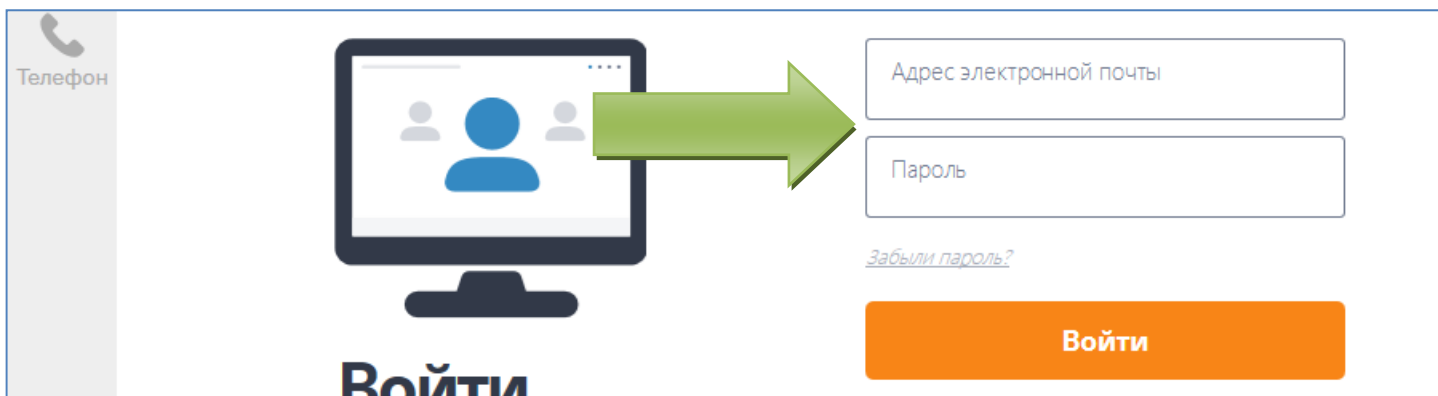 Телефон
Войти
Адрес электронной почты
Пароль
Забыли пароль?
Войти